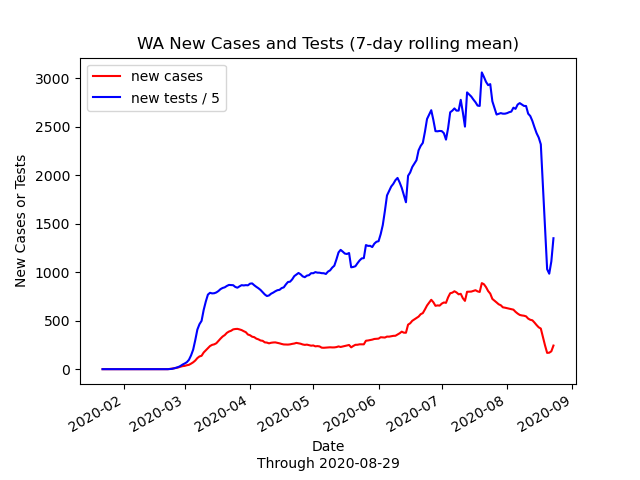 WA New Cases and Tests (7-day rolling mean)
new cases
new tests / 5
New Cases or Tests
3000
2500
2000
1500
1000
500
0
2020-02
2020-03
2020-04
2020-05
2020-06
2020-07
2020-08
2020-09
Date
Through 2020-08-29